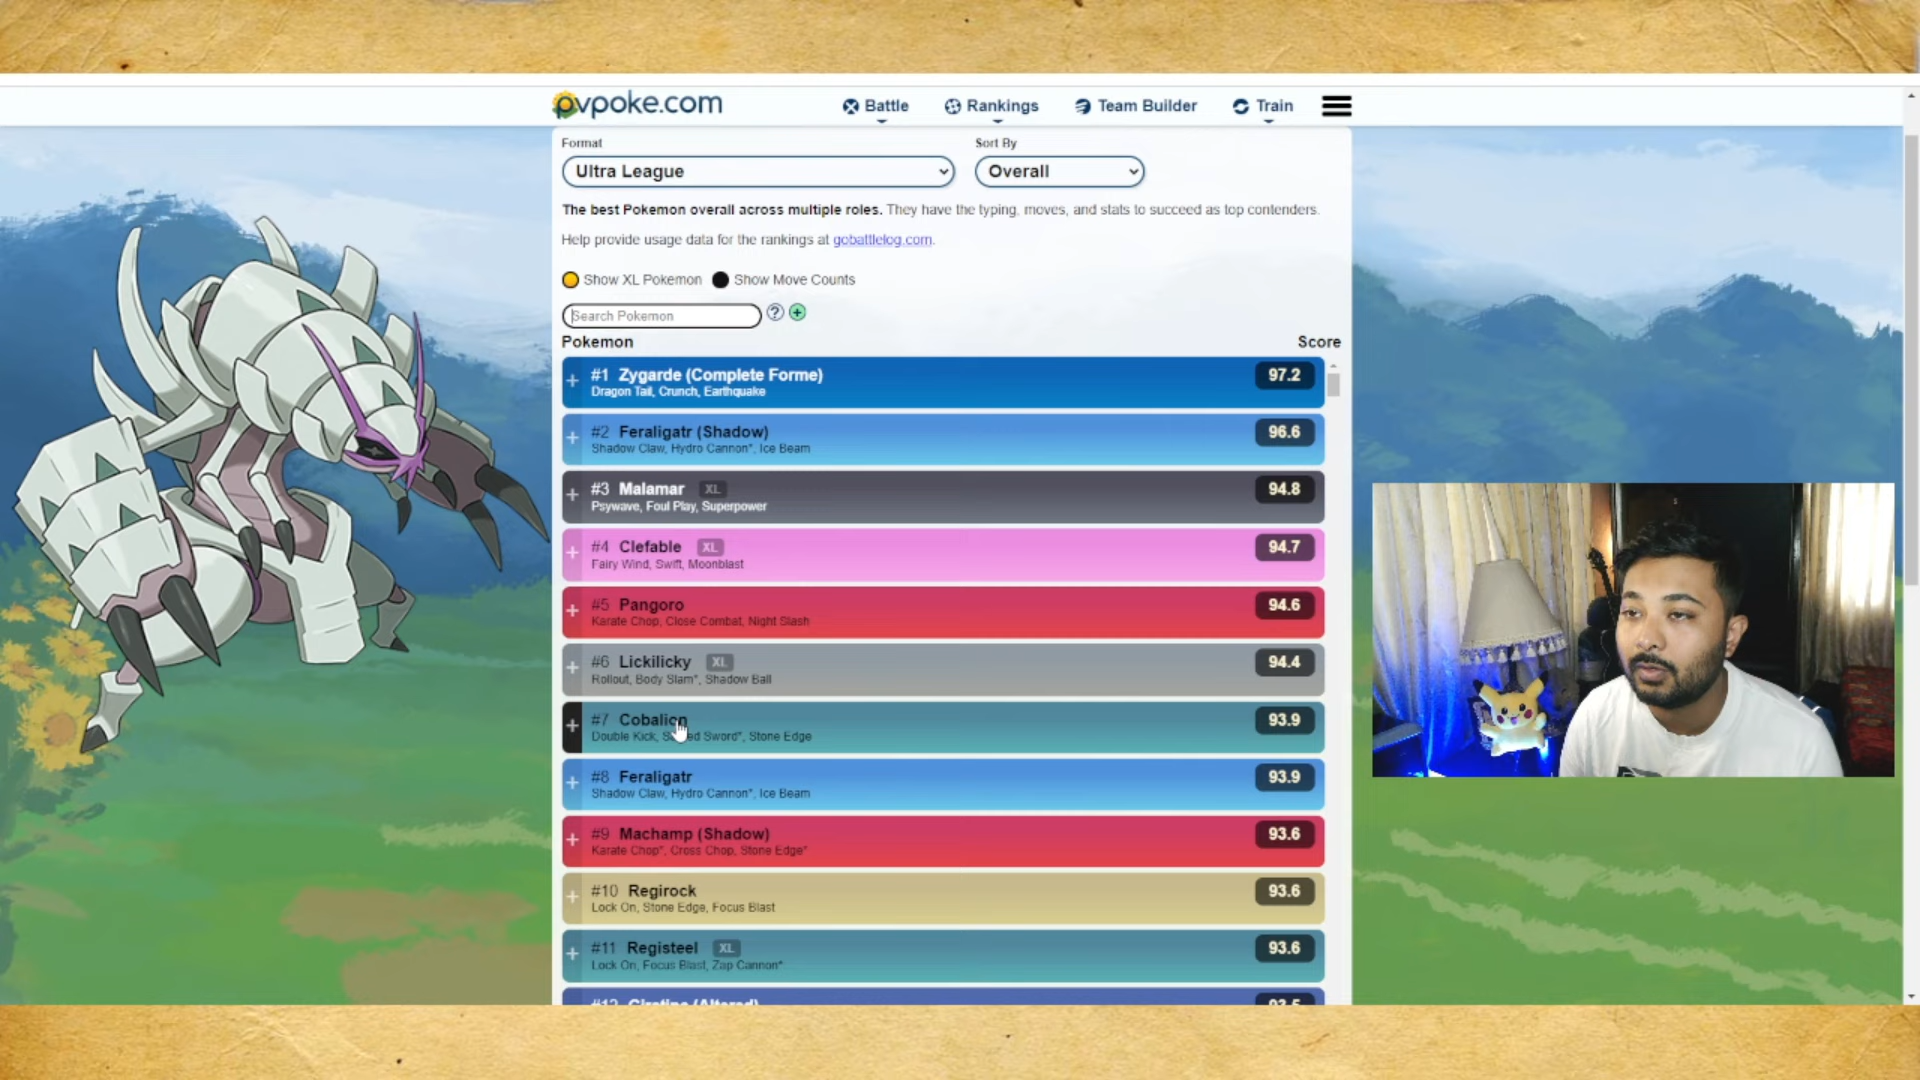 pvpoke.com
Battle
Rankings
Team Builder
Train
Format
Sort By
Ultra League
Overall
The best Pokemon overall across multiple roles. They have the typing, moves, and stats to succeed as top contenders.
Help provide usage data for the rankings at gobattlelog.com.
Show XL Pokemon
Show Move Counts
Search Pokemon
? +
Pokemon
Score
+ #1 Zygarde (Complete Forme) 97.2
Dragon Tail, Crunch, Earthquake
+ #2 Feraligatr (Shadow) 96.6
Shadow Claw, Hydro Cannon*, Ice Beam
+ #3 Malamar XL 94.8
Psywave, Foul Play, Superpower
+ #4 Clefable XL 94.7
Fairy Wind, Swift, Moonblast
+ #5 Pangoro 94.6
Karate Chop, Close Combat, Night Slash
+ #6 Lickilicky XL 94.4
Rollout, Body Slam*, Shadow Ball
+ #7 Cobalion 93.9
Double Kick, Sacred Sword*, Stone Edge
+ #8 Feraligatr 93.9
Shadow Claw, Hydro Cannon*, Ice Beam
+ #9 Machamp (Shadow) 93.6
Karate Chop*, Cross Chop, Stone Edge*
+ #10 Regirock 93.6
Lock On, Stone Edge, Focus Blast
+ #11 Registeel XL 93.6
Lock On, Focus Blast, Zap Cannon*
#12 Giratina (Altered) 93.5